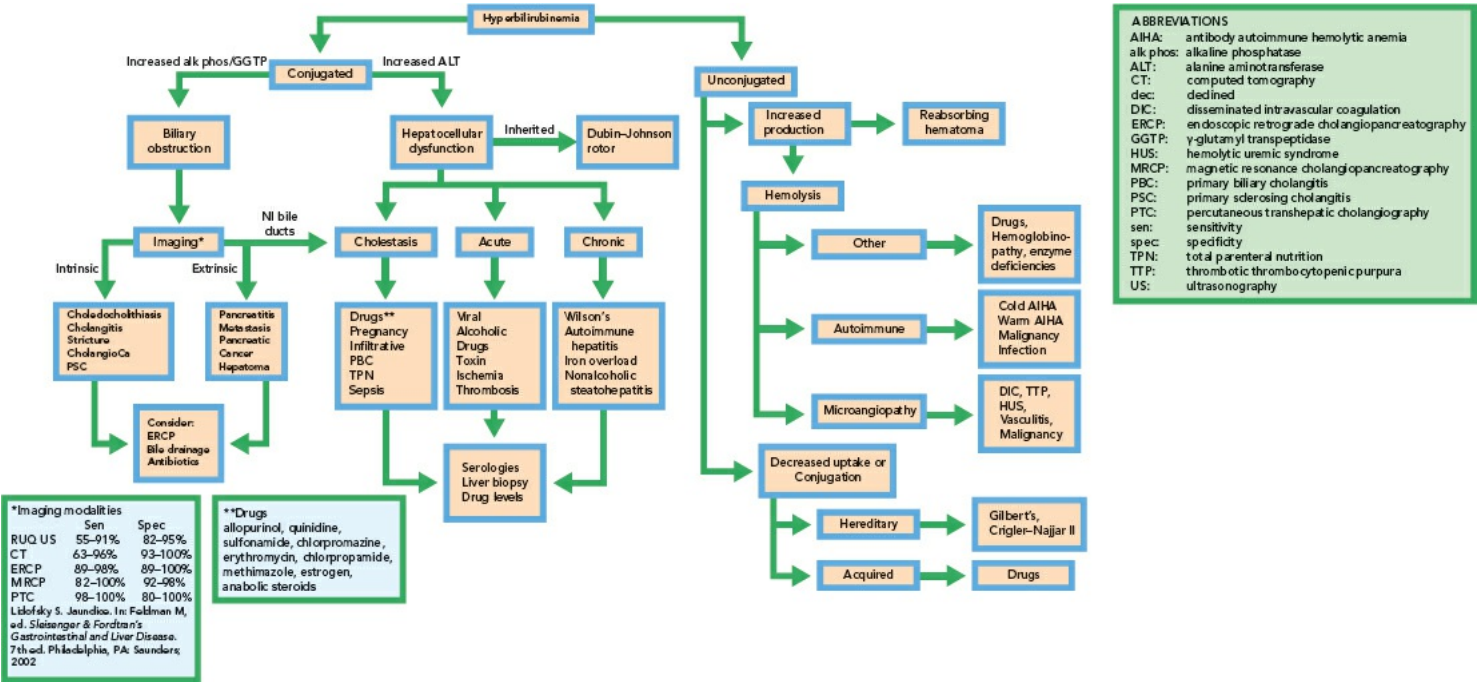 Hyperbilirubinemia
Increased alk phos/GGTP
Conjugated
Increased ALT
Unconjugated
Biliary
obstruction
Hepatocellular
dysfunction
Inherited
Dubin–Johnson
rotor
Increased
production
Reabsorbing
hematoma
Hemolysis
Imaging*
NI bile
ducts
Cholestasis
Acute
Chronic
Intrinsic
Extrinsic
Other
Drugs,
Hemoglobino-
pathy, enzyme
deficiencies
Choledocholithiasis
Cholangitis
Stricture
CholangioCa
PSC
Pancreatitis
Metastasis
Pancreatic
Cancer
Hepatoma
Drugs**
Pregnancy
Infiltrative
PBC
TPN
Sepsis
Viral
Alcoholic
Drugs
Toxin
Ischemia
Thrombosis
Wilson's
Autoimmune
hepatitis
Iron overload
Nonalcoholic
steatohepatitis
Autoimmune
Cold AIHA
Warm AIHA
Malignancy
Infection
Microangiopathy
DIC, TTP,
HUS,
Vasculitis,
Malignancy
Consider:
ERCP
Bile drainage
Antibiotics
Serologies
Liver biopsy
Drug levels
Decreased uptake or
Conjugation
Hereditary
Gilbert's,
Crigler–Najjar II
Acquired
Drugs
*Imaging modalities
Sen Spec
RUQ US 55–91% 82–95%
CT 63–96% 93–100%
ERCP 89–98% 89–100%
MRCP 82–100% 92–98%
PTC 98–100% 80–100%
Lidofsky S. Jaundice. In: Feldman M,
ed. Sleisenger & Fordtran's
Gastrointestinal and Liver Disease.
7th ed. Philadelphia, PA: Saunders;
2002
**Drugs
allopurinol, quinidine,
sulfonamide, chlorpromazine,
erythromycin, chlorpropamide,
methimazole, estrogen,
anabolic steroids
ABBREVIATIONS
AIHA: antibody autoimmune hemolytic anemia
alk phos: alkaline phosphatase
ALT: alanine aminotransferase
CT: computed tomography
dec: declined
DIC: disseminated intravascular coagulation
ERCP: endoscopic retrograde cholangiopancreatography
GGTP: γ-glutamyl transpeptidase
HUS: hemolytic uremic syndrome
MRCP: magnetic resonance cholangiopancreatography
PBC: primary biliary cholangitis
PSC: primary sclerosing cholangitis
PTC: percutaneous transhepatic cholangiography
sen: sensitivity
spec: specificity
TPN: total parenteral nutrition
TTP: thrombotic thrombocytopenic purpura
US: ultrasonography